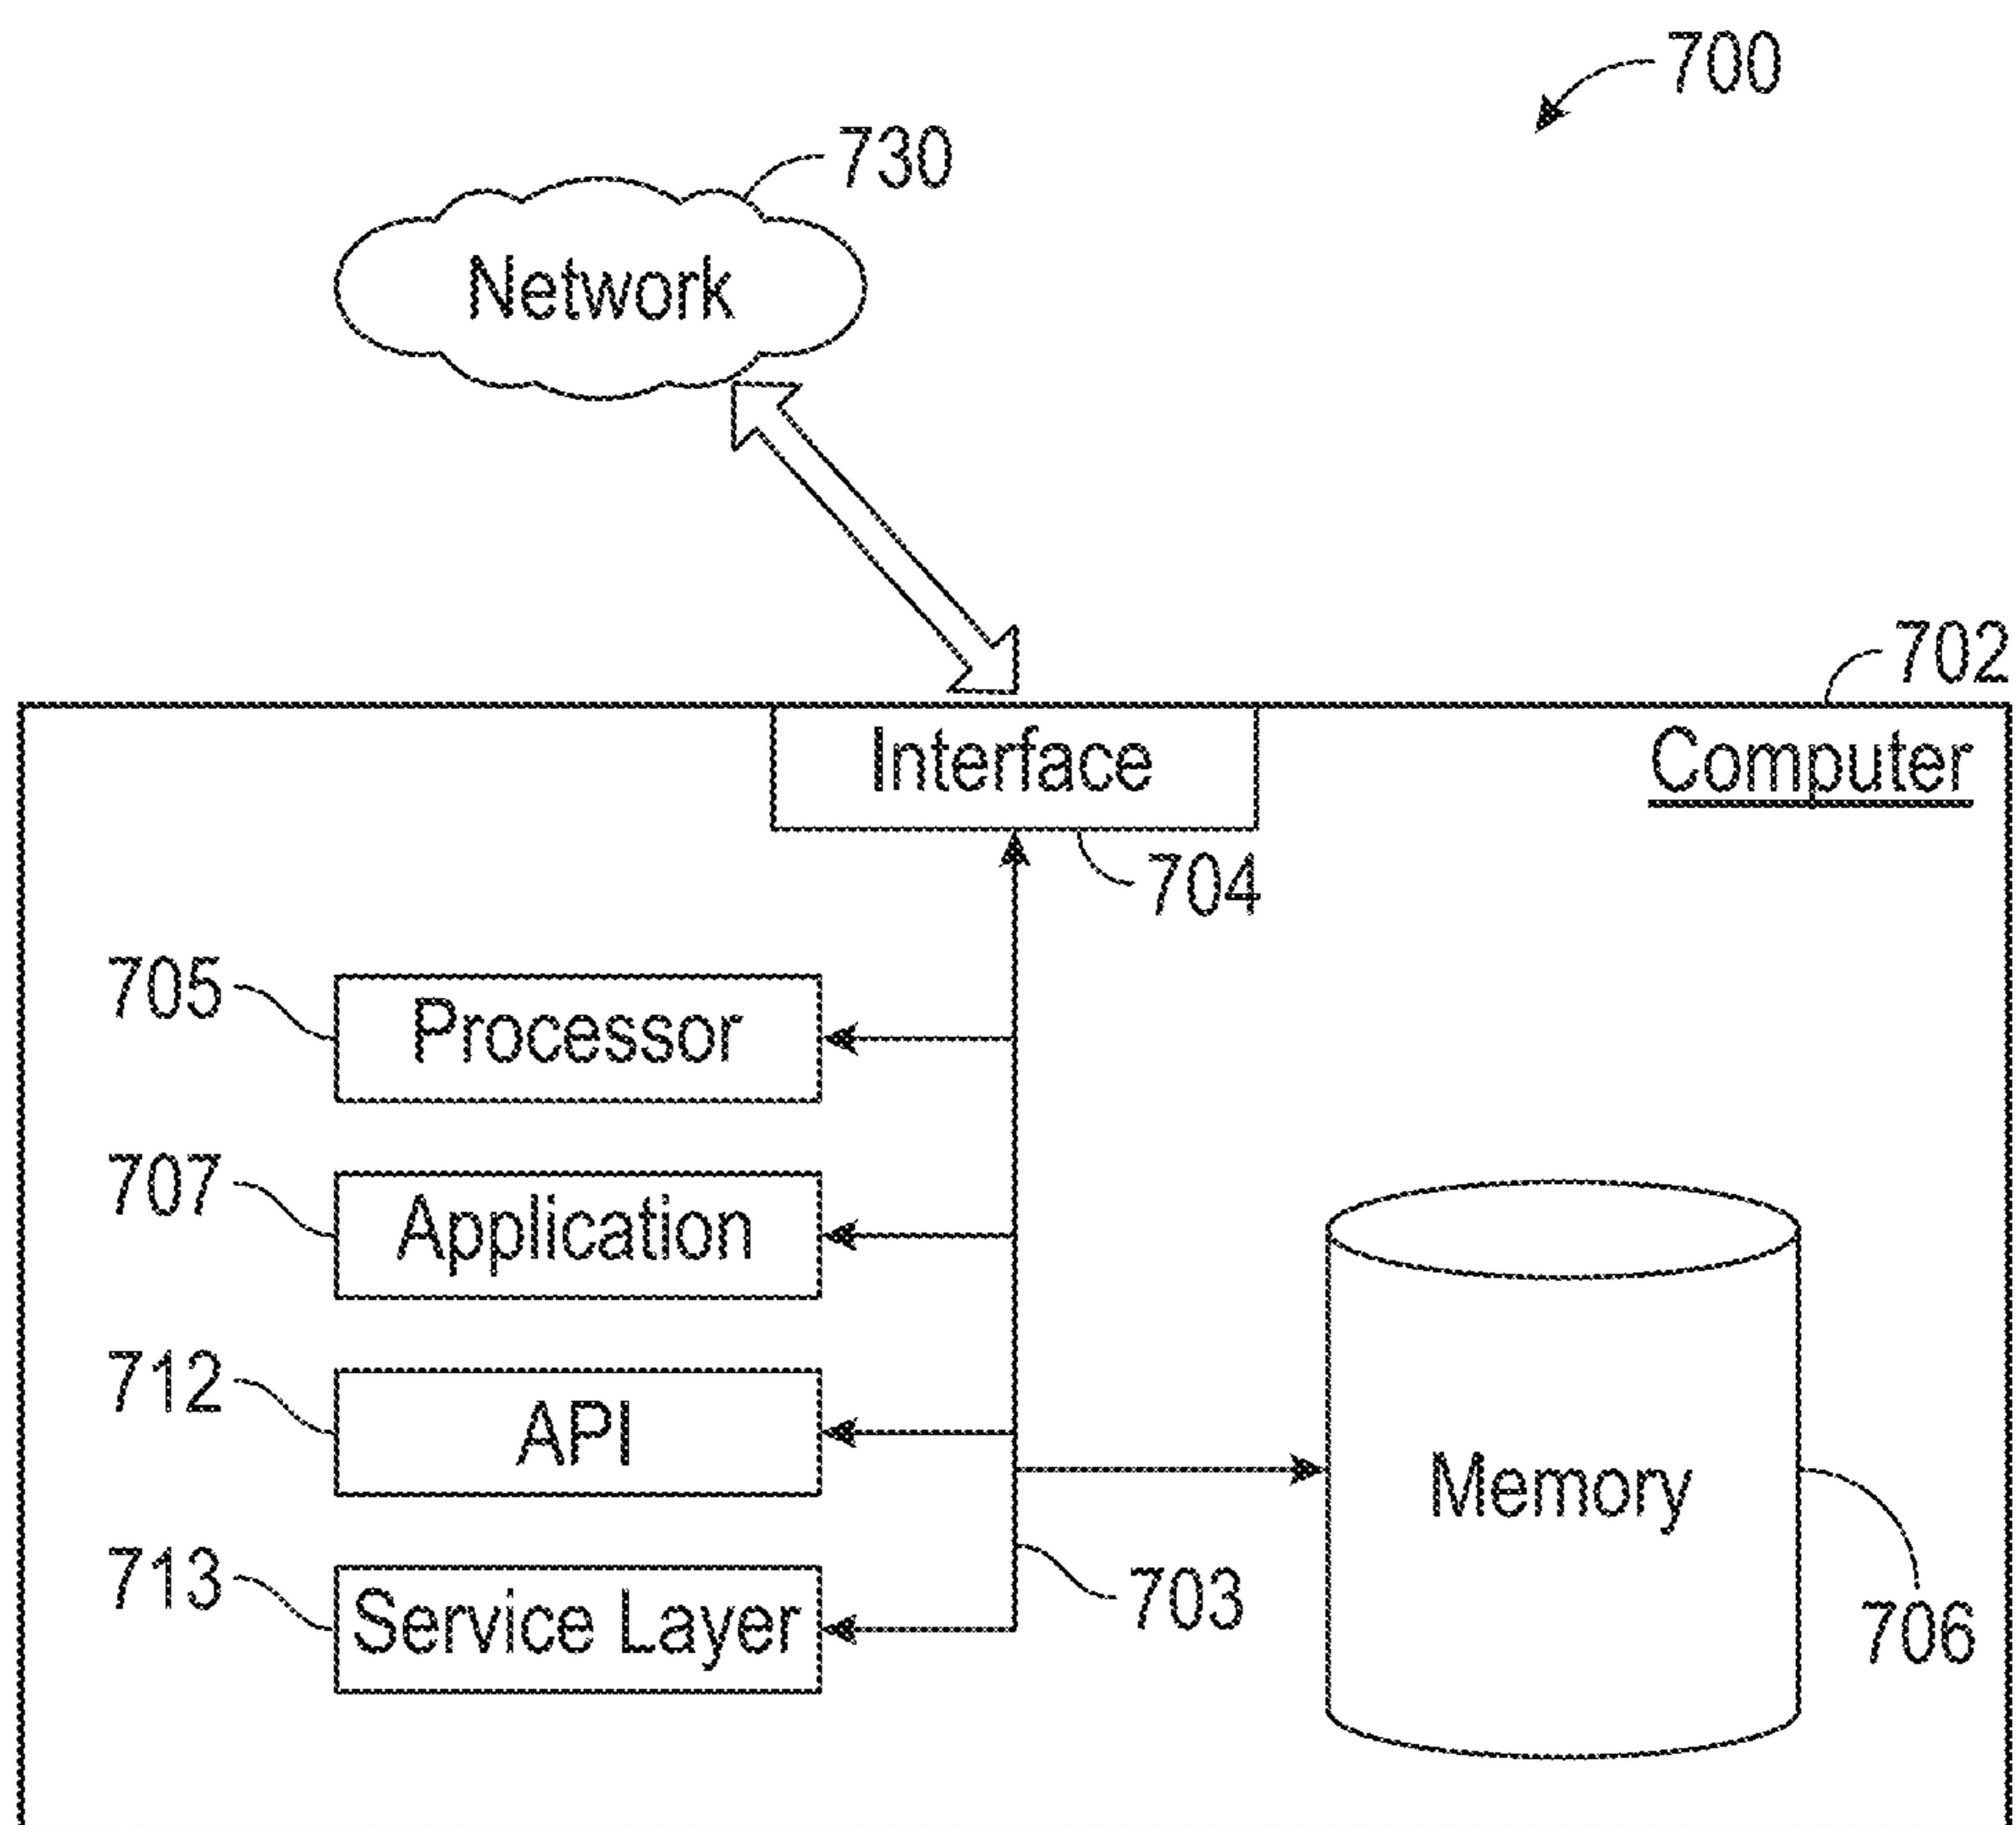 700
730
Network
702
Interface
Computer
704
705
Processor
707
Application
712
API
Memory
713
Service Layer
703
706